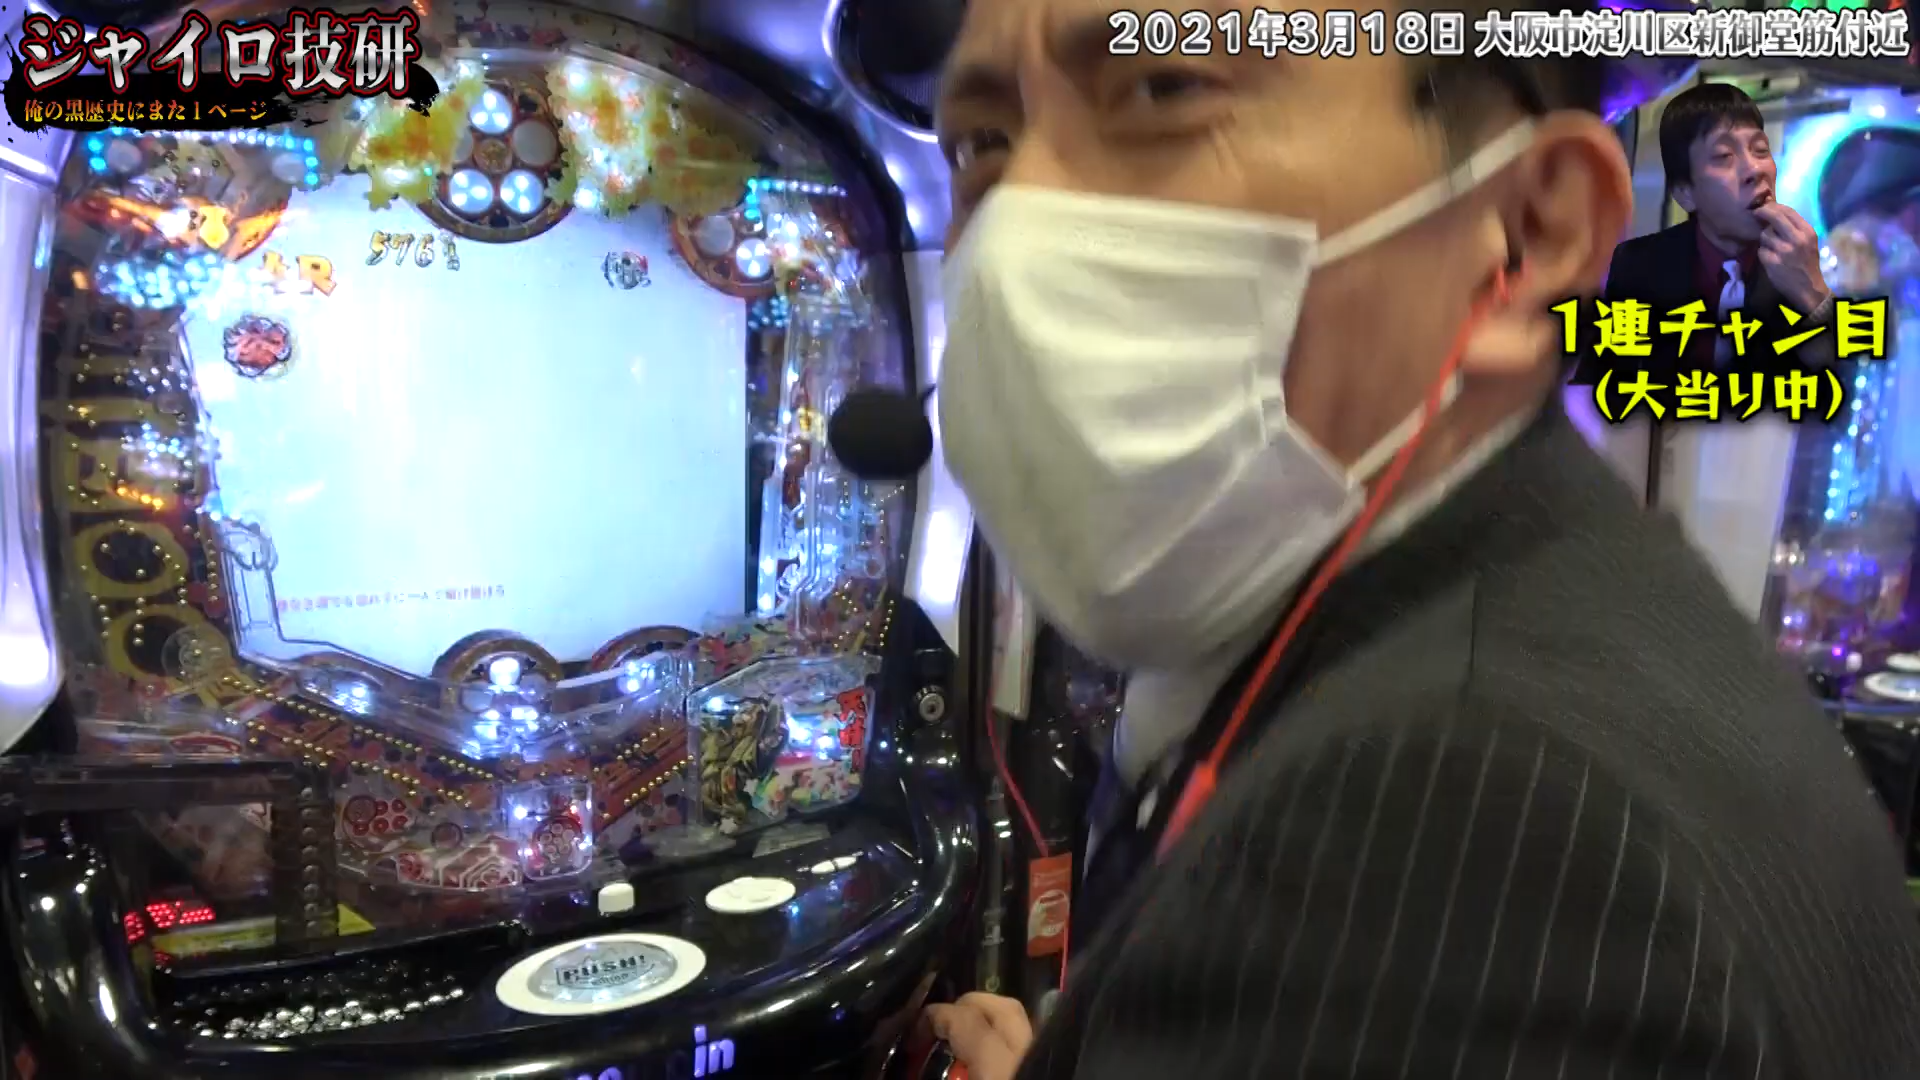 ジャイロ技研
俺の黒歴史にまた1ページ
2021年3月18日 大阪市淀川区新御堂筋付近
1連チャン目
(大当り中)
4R
5761
PUSH!